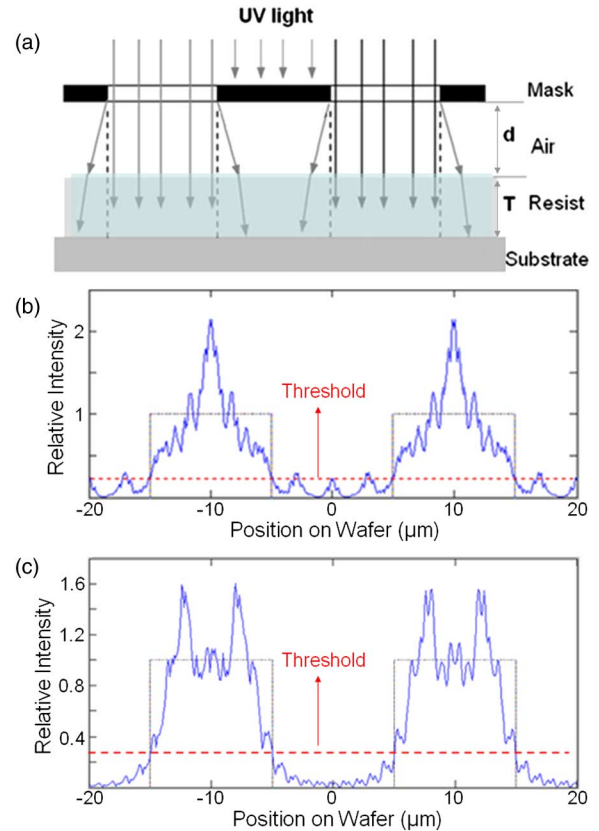 UV light
(a)
Mask
d
Air
T
Resist
Substrate
(b)
2
1
Relative Intensity
Threshold
-20
-10
0
10
20
Position on Wafer (µm)
(c)
1.6
1.2
0.8
0.4
Relative Intensity
Threshold
-20
-10
0
10
20
Position on Wafer (µm)